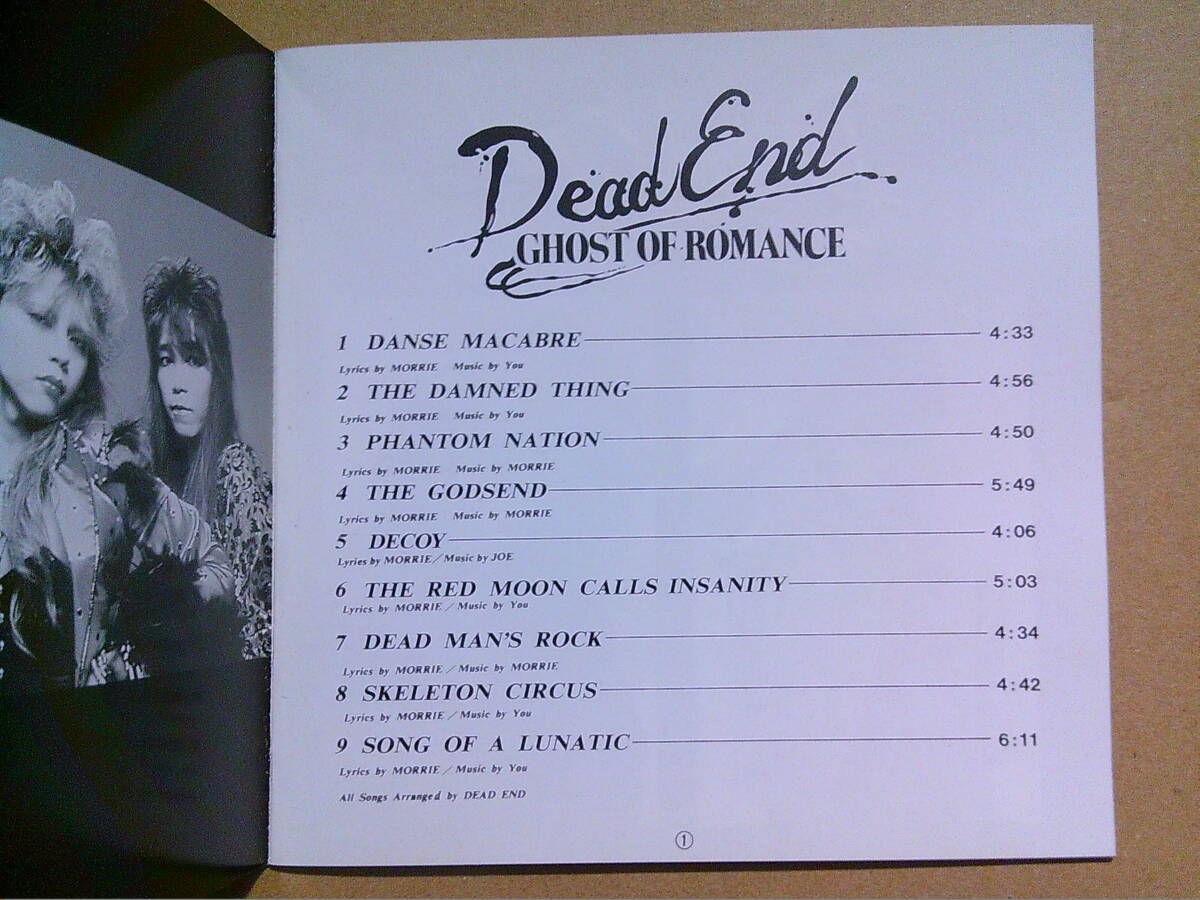 Dead End
GHOST OF ROMANCE
1 DANSE MACABRE 4:33
Lyrics by MORRIE Music by You
2 THE DAMNED THING 4:56
Lyrics by MORRIE Music by You
3 PHANTOM NATION 4:50
Lyrics by MORRIE Music by MORRIE
4 THE GODSEND 5:49
Lyrics by MORRIE Music by MORRIE
5 DECOY 4:06
Lyries by MORRIE／Music by JOE
6 THE RED MOON CALLS INSANITY 5:03
Lyrics by MORRIE／Music by You
7 DEAD MAN'S ROCK 4:34
Lyrics by MORRIE／Music by MORRIE
8 SKELETON CIRCUS 4:42
Lyrics by MORRIE／Music by You
9 SONG OF A LUNATIC 6:11
Lyrics by MORRIE／Music by You
All Songs Arranged by DEAD END
①